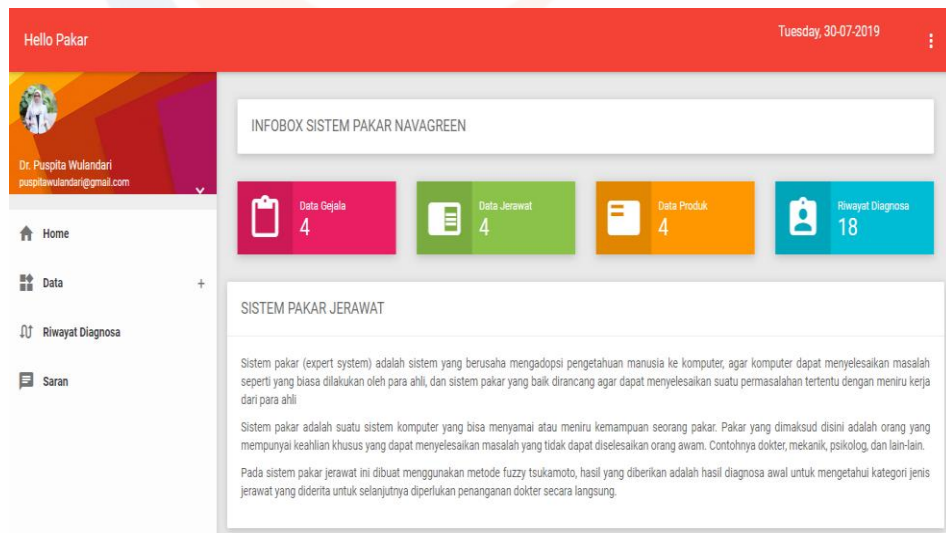 Hello Pakar
Tuesday, 30-07-2019
Dr. Puspita Wulandari
puspitawulandari@gmail.com
Home
Data
+
Riwayat Diagnosa
Saran
INFOBOX SISTEM PAKAR NAVAGREEN
Data Gejala
4
Data Jerawat
4
Data Produk
4
Riwayat Diagnosa
18
SISTEM PAKAR JERAWAT
Sistem pakar (expert system) adalah sistem yang berusaha mengadopsi pengetahuan manusia ke komputer, agar komputer dapat menyelesaikan masalah
seperti yang biasa dilakukan oleh para ahli, dan sistem pakar yang baik dirancang agar dapat menyelesaikan suatu permasalahan tertentu dengan meniru kerja
dari para ahli
Sistem pakar adalah suatu sistem komputer yang bisa menyamai atau meniru kemampuan seorang pakar. Pakar yang dimaksud disini adalah orang yang
mempunyai keahlian khusus yang dapat menyelesaikan masalah yang tidak dapat diselesaikan orang awam. Contohnya dokter, mekanik, psikolog, dan lain-lain.
Pada sistem pakar jerawat ini dibuat menggunakan metode fuzzy tsukamoto, hasil yang diberikan adalah hasil diagnosa awal untuk mengetahui kategori jenis
jerawat yang diderita untuk selanjutnya diperlukan penanganan dokter secara langsung.